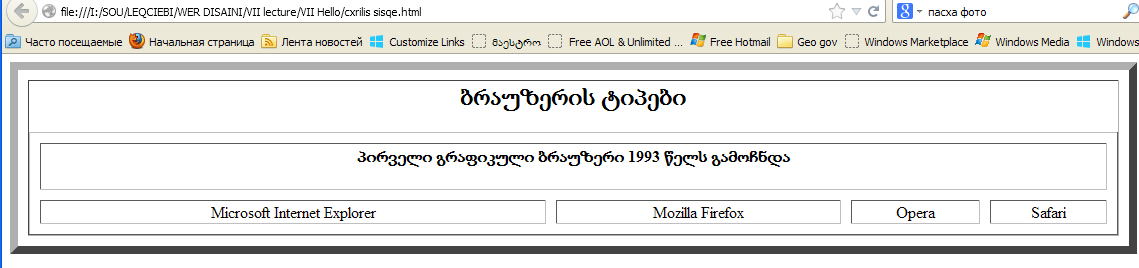 file:///I:/SOU/LEQCIEBI/WER DISAINI/VII lecture/VII Hello/cxrilis sisqe.html
пасха фото
Часто посещаемые Начальная страница Лента новостей Customize Links მაესტრო Free AOL & Unlimited ... Free Hotmail Geo gov Windows Marketplace Windows Media Windows
ბრაუზერის ტიპები
პირველი გრაფიკული ბრაუზერი 1993 წელს გამოჩნდა
Microsoft Internet Explorer Mozilla Firefox Opera Safari